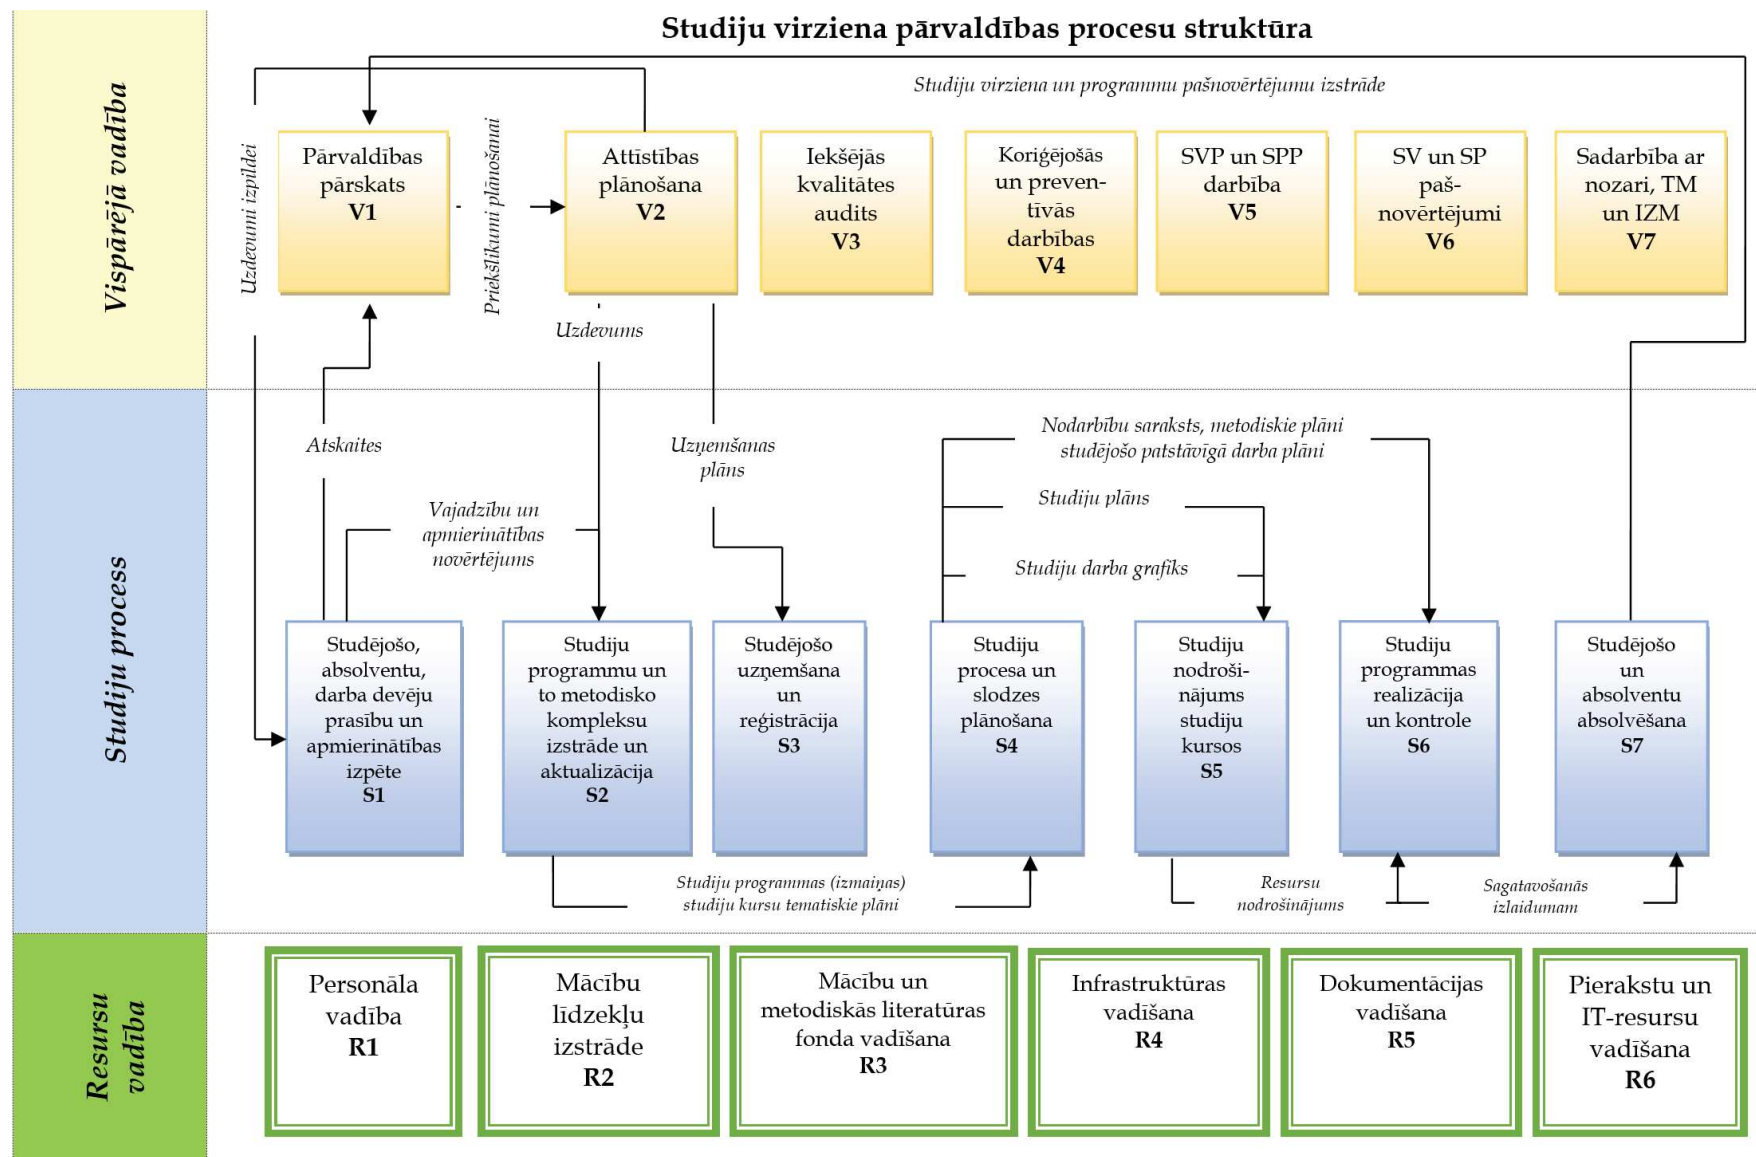 Studiju virziena pārvaldības procesu struktūra
Vispārējā vadība
Studiju virziena un programmu pašnovērtējumu izstrāde
Uzdevumi izpildei
Pārvaldības
pārskats
V1
Priekšlikumi plānošanai
Attīstības
plānošana
V2
Iekšējās
kvalitātes
audits
V3
Koriģējošās
un preven-
tīvās
darbības
V4
SVP un SPP
darbība
V5
SV un SP
paš-
novērtējumi
V6
Sadarbība ar
nozari, TM
un IZM
V7
Uzdevums
Studiju process
Atskaites
Uzņemšanas
plāns
Nodarbību saraksts, metodiskie plāni
studējošo patstāvīgā darba plāni
Vajadzību un
apmierinātības
novērtējums
Studiju plāns
Studiju darba grafiks
Studējošo,
absolventu,
darba devēju
prasību un
apmierinātības
izpēte
S1
Studiju
programmu un
to metodisko
kompleksu
izstrāde un
aktualizācija
S2
Studējošo
uzņemšana
un
reģistrācija
S3
Studiju
procesa un
slodzes
plānošana
S4
Studiju
nodroši-
nājums
studiju
kursos
S5
Studiju
programmas
realizācija
un kontrole
S6
Studējošo
un
absolventu
absolvēšana
S7
Studiju programmas (izmaiņas)
studiju kursu tematiskie plāni
Resursu
nodrošinājums
Sagatavošanās
izlaidumam
Resursu
vadība
Personāla
vadība
R1
Mācību
līdzekļu
izstrāde
R2
Mācību un
metodiskās literatūras
fonda vadīšana
R3
Infrastruktūras
vadīšana
R4
Dokumentācijas
vadīšana
R5
Pierakstu un
IT-resursu
vadīšana
R6